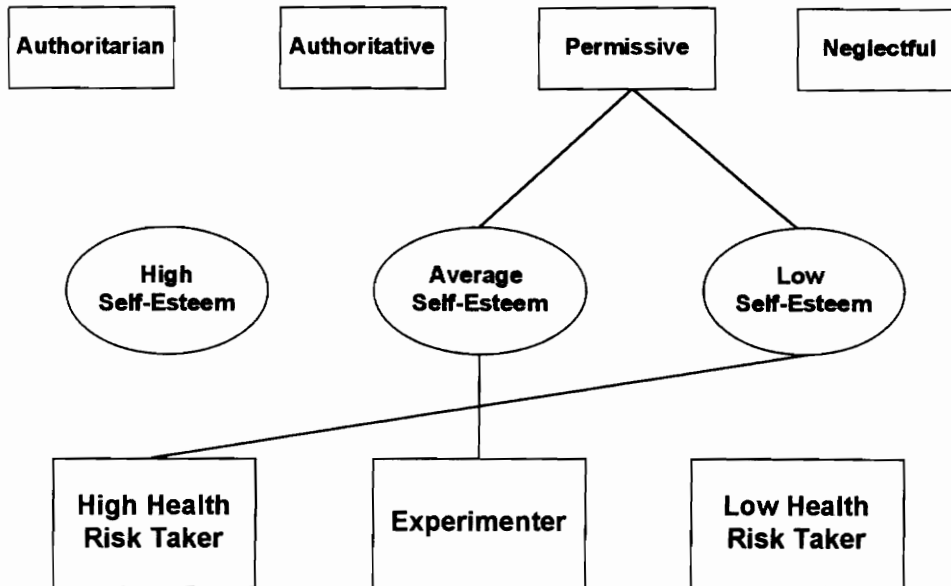 Authoritarian
Authoritative
Permissive
Neglectful
High
Self-Esteem
Average
Self-Esteem
Low
Self-Esteem
High Health
Risk Taker
Experimenter
Low Health
Risk Taker